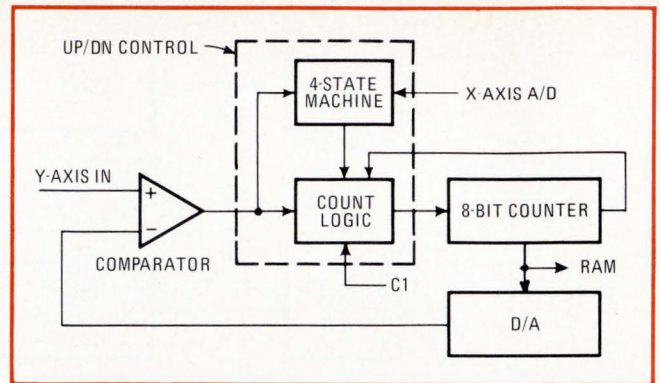 UP/DN CONTROL
4-STATE
MACHINE
X-AXIS A/D
Y-AXIS IN
+
−
COMPARATOR
COUNT
LOGIC
8-BIT COUNTER
C1
RAM
D/A